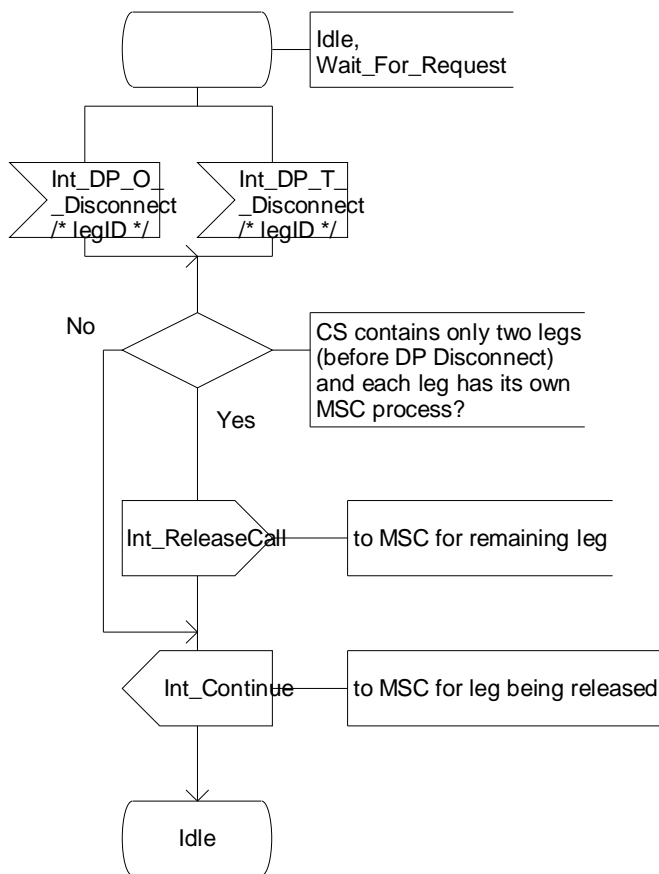 Idle,
Wait_For_Request
Int_DP_O_
_Disconnect
/* legID */
Int_DP_T_
_Disconnect
/* legID */
No
CS contains only two legs
(before DP Disconnect)
and each leg has its own
MSC process?
Yes
Int_ReleaseCall
to MSC for remaining leg
Int_Continue
to MSC for leg being released
Idle